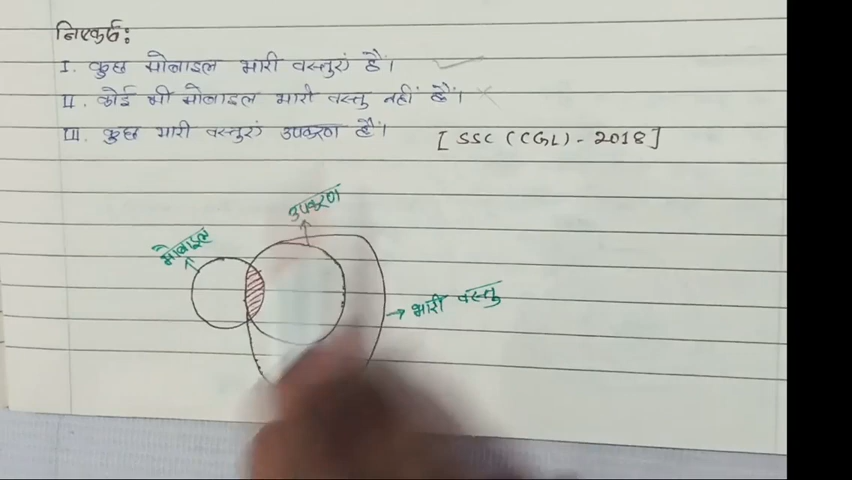 निष्कर्ष:
I. कुछ मोबाइल भारी वस्तुएं हैं।
II. कोई भी मोबाइल भारी वस्तु नहीं हैं।
III. कुछ भारी वस्तुएं उपकरण हैं।
[SSC (CGL) - 2018]
उपकरण
मोबाइल
भारी वस्तु